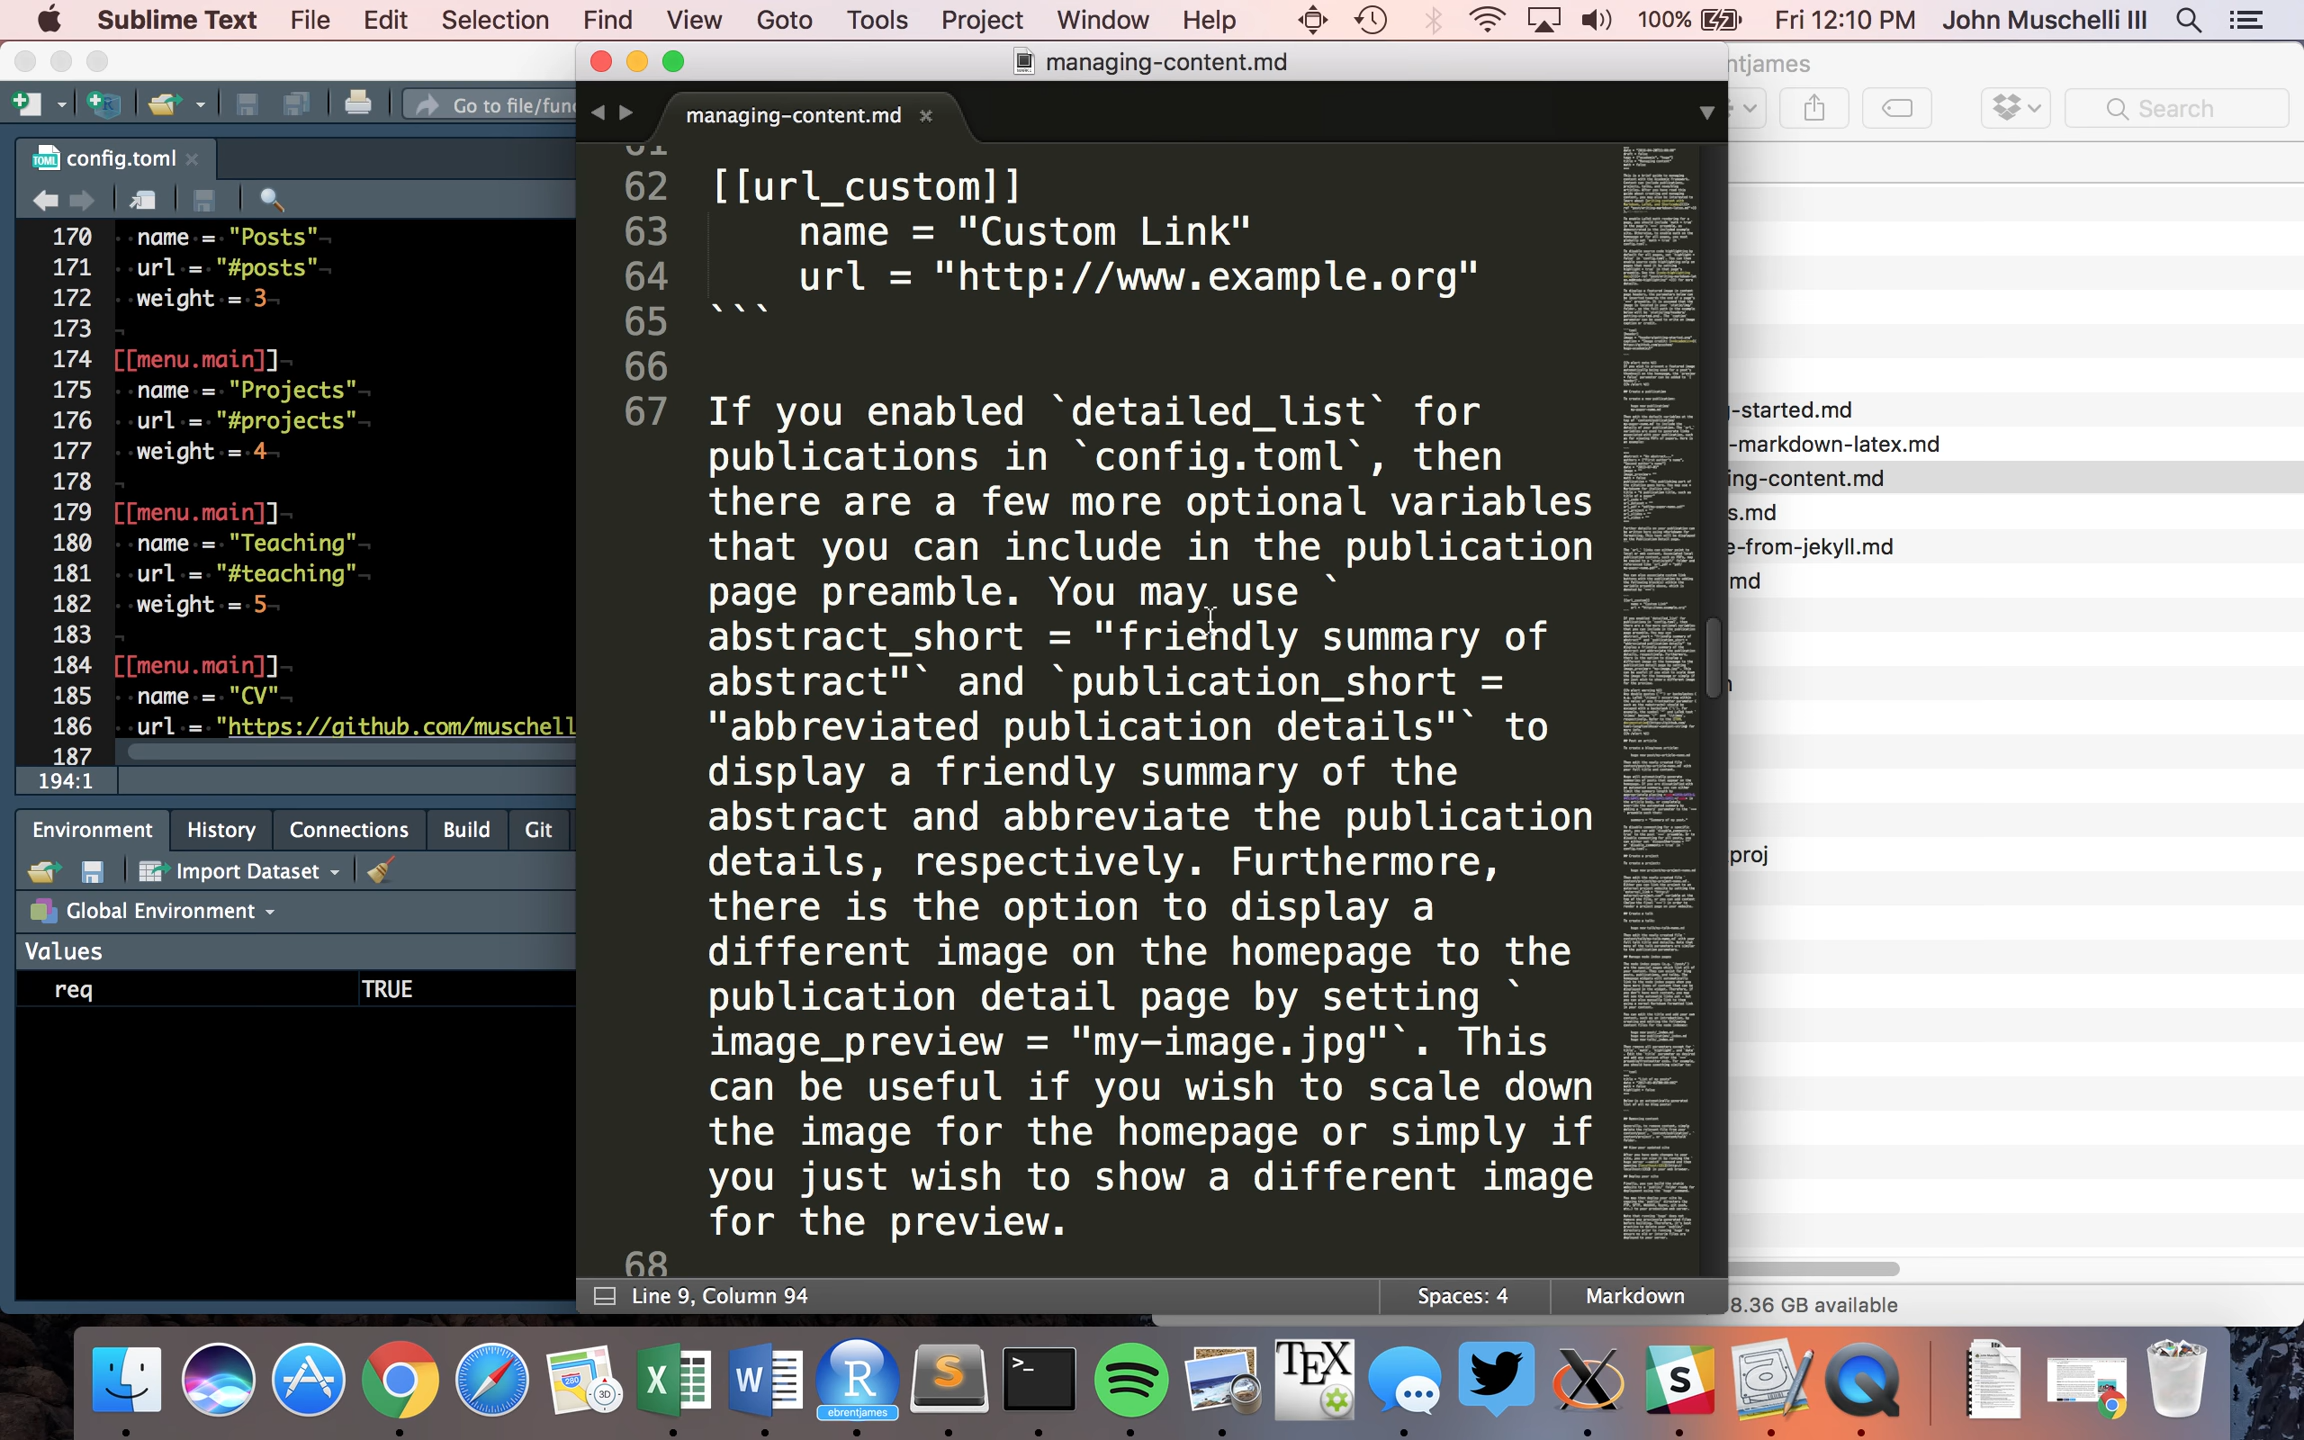 Sublime Text File Edit Selection Find View Goto Tools Project Window Help 100% Fri 12:10 PM John Muschelli III
managing-content.md
ntjames
Go to file/fun
managing-content.md
Search
config.toml
170 name = "Posts"
171 url = "#posts"
172 weight = 3
173
174 [[menu.main]]
175 name = "Projects"
176 url = "#projects"
177 weight = 4
178
179 [[menu.main]]
180 name = "Teaching"
181 url = "#teaching"
182 weight = 5
183
184 [[menu.main]]
185 name = "CV"
186 url = "https://github.com/muschell
187
194:1
Environment History Connections Build Git
Import Dataset
Global Environment
Values
req TRUE
61
62 [[url_custom]]
63 name = "Custom Link"
64 url = "http://www.example.org"
65 ```
66
67 If you enabled `detailed_list` for
publications in `config.toml`, then
there are a few more optional variables
that you can include in the publication
page preamble. You may use `
abstract_short = "friendly summary of
abstract"` and `publication_short =
"abbreviated publication details"` to
display a friendly summary of the
abstract and abbreviate the publication
details, respectively. Furthermore,
there is the option to display a
different image on the homepage to the
publication detail page by setting `
image_preview = "my-image.jpg"`. This
can be useful if you wish to scale down
the image for the homepage or simply if
you just wish to show a different image
for the preview.
68
Line 9, Column 94 Spaces: 4 Markdown
-started.md
-markdown-latex.md
ing-content.md
s.md
e-from-jekyll.md
md
proj
8.36 GB available
280
3D
ebrentjames
TEX